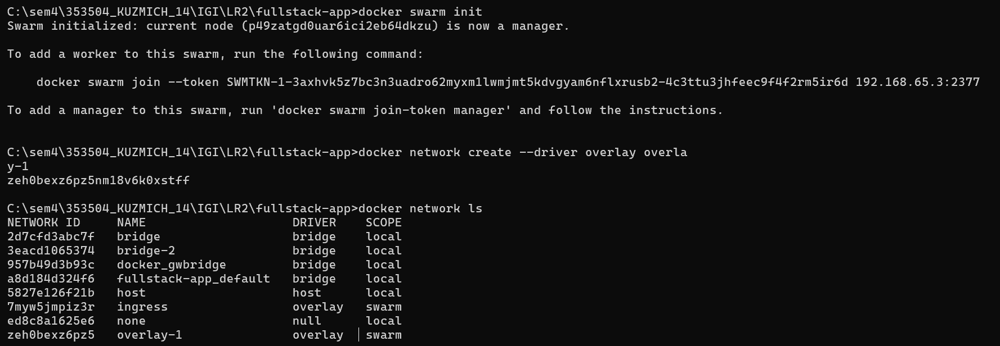 C:\sem4\353504_KUZMICH_14\IGI\LR2\fullstack-app>docker swarm init
Swarm initialized: current node (p49zatgd0uar6ici2eb64dkzu) is now a manager.
To add a worker to this swarm, run the following command:
docker swarm join --token SWMTKN-1-3axhvk5z7bc3n3uadro62myxm1lwmjmt5kdvgyam6nflxrusb2-4c3ttu3jhfeec9f4f2rm5ir6d 192.168.65.3:2377
To add a manager to this swarm, run 'docker swarm join-token manager' and follow the instructions.
C:\sem4\353504_KUZMICH_14\IGI\LR2\fullstack-app>docker network create --driver overlay overla
y-1
zeh0bexz6pz5nm18v6k0xstff
C:\sem4\353504_KUZMICH_14\IGI\LR2\fullstack-app>docker network ls
NETWORK ID     NAME                    DRIVER    SCOPE
2d7cfd3abc7f   bridge                  bridge    local
3eacd1065374   bridge-2                bridge    local
957b49d3b93c   docker_gwbridge         bridge    local
a8d184d324f6   fullstack-app_default   bridge    local
5827e126f21b   host                    host      local
7myw5jmpiz3r   ingress                 overlay   swarm
ed8c8a1625e6   none                    null      local
zeh0bexz6pz5   overlay-1               overlay   swarm